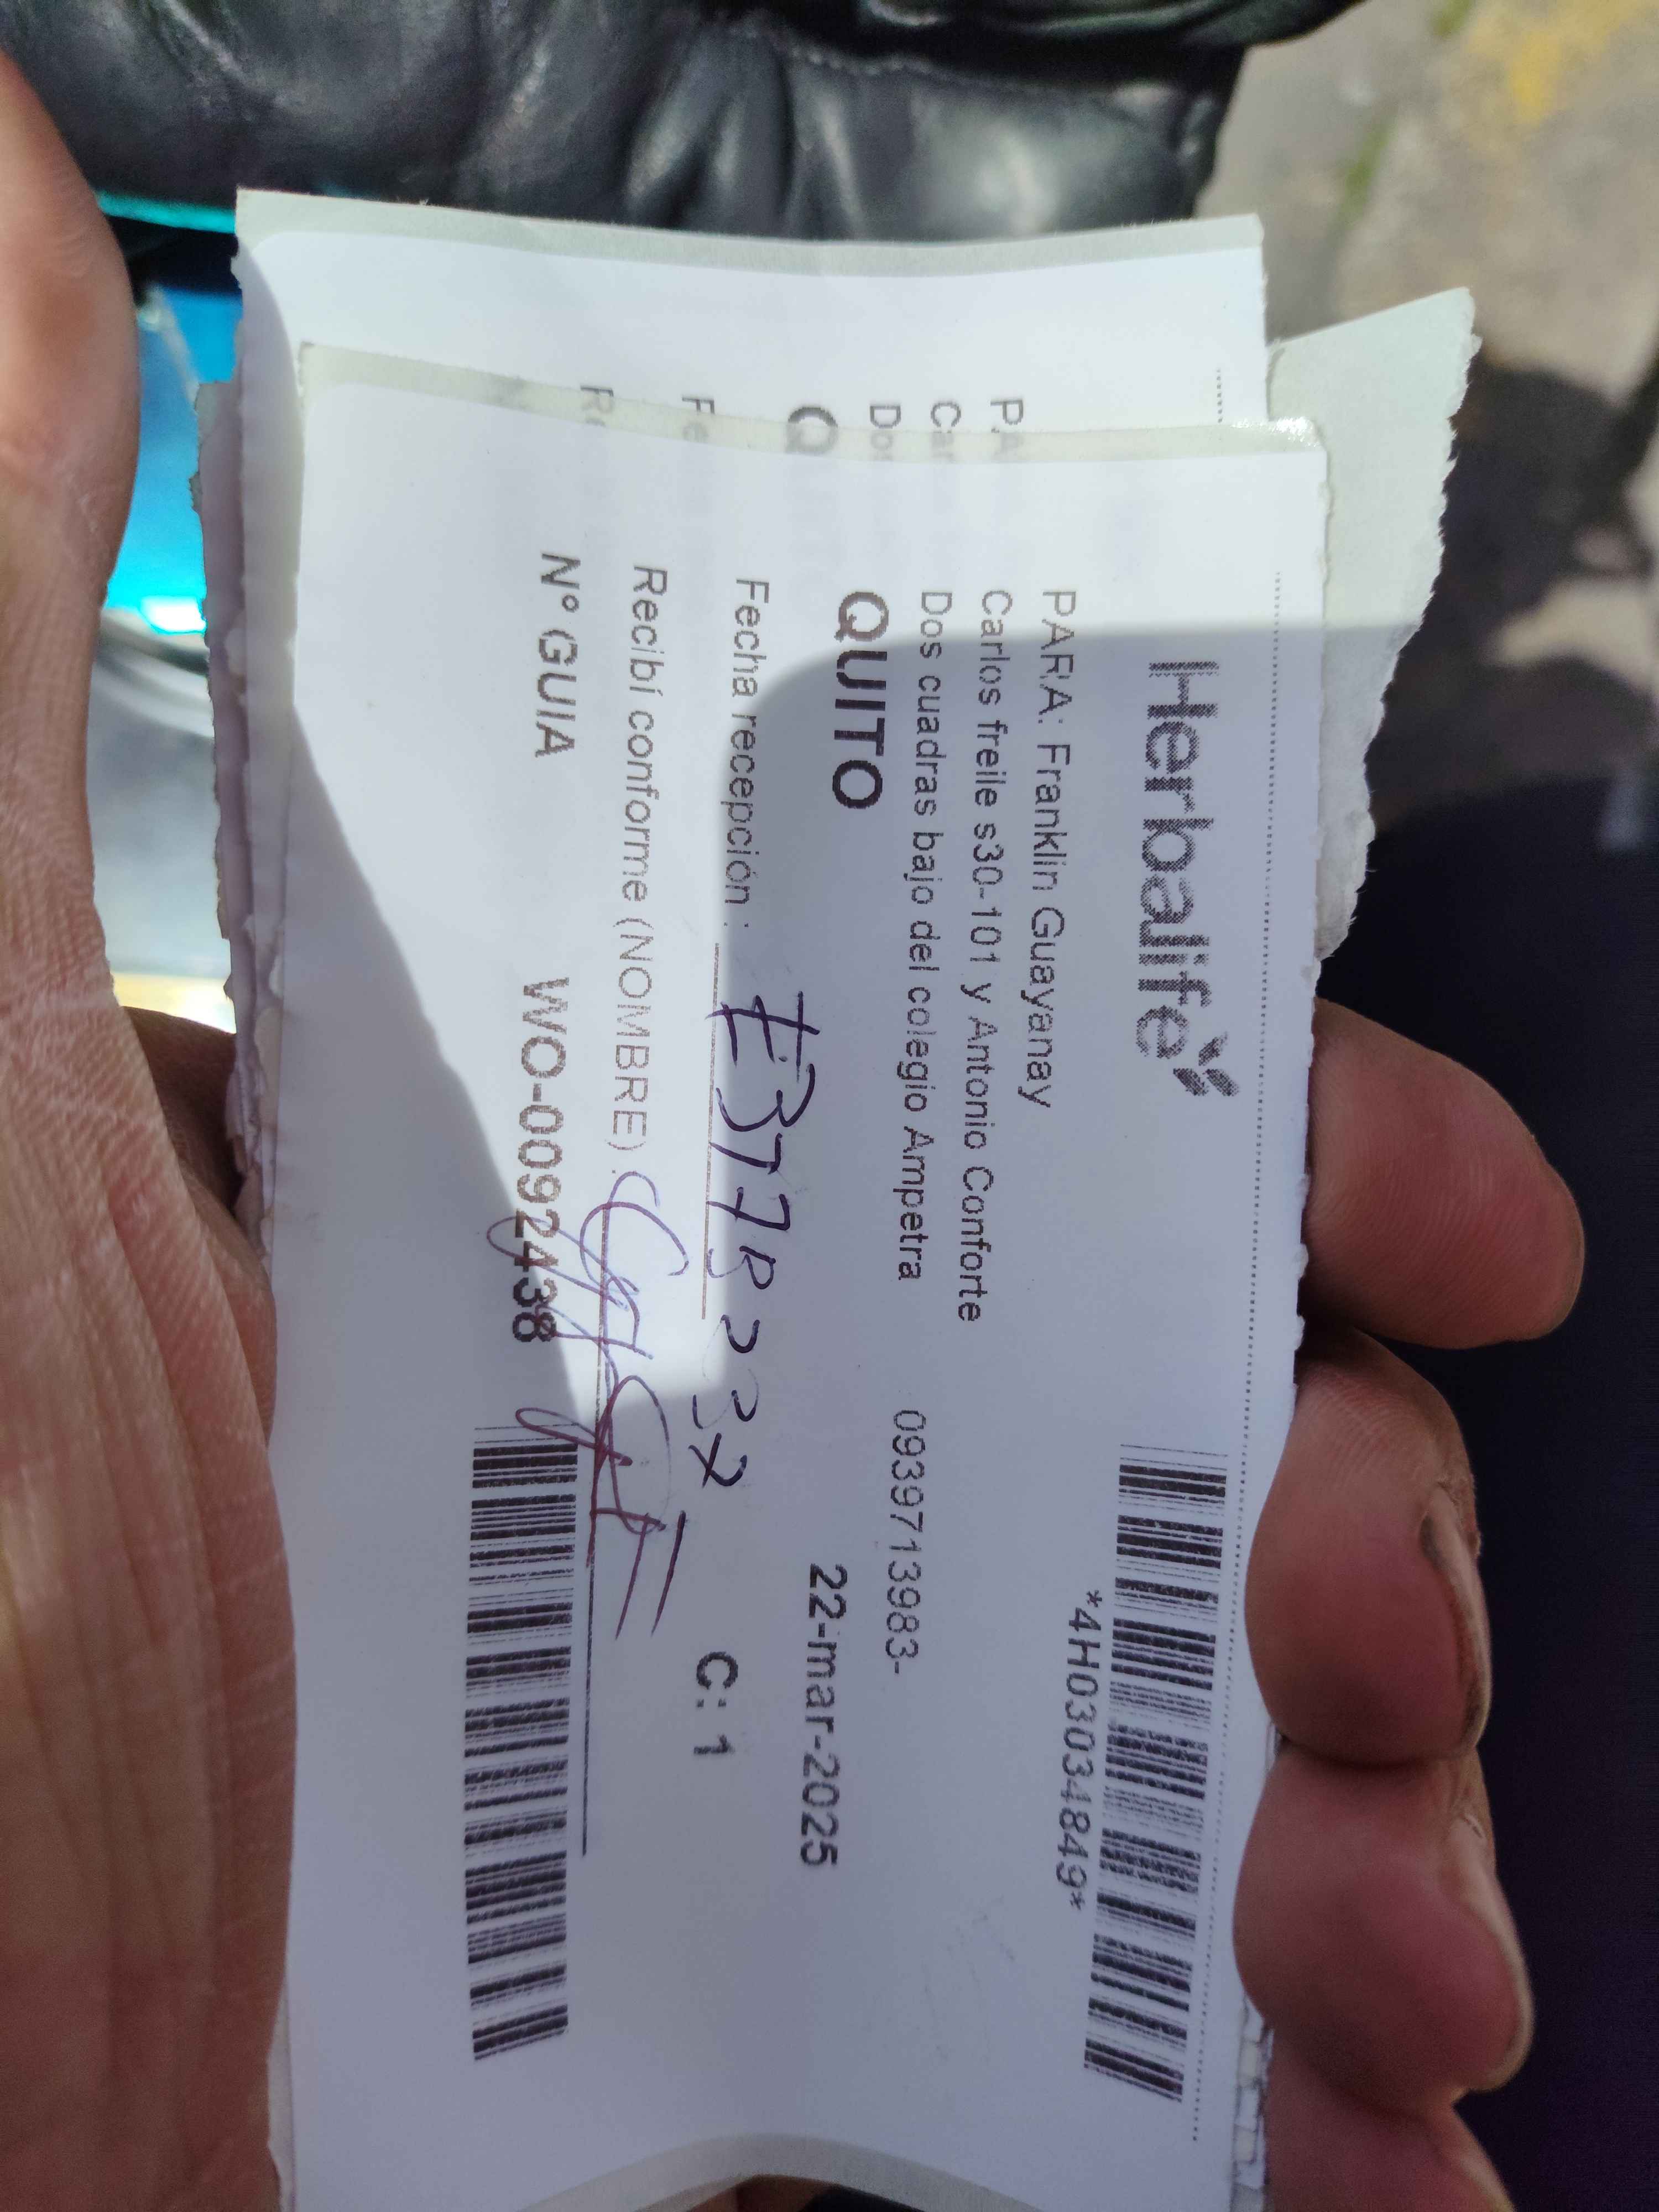 Herbalife
*4H03034849*
PARA: Franklin Guayanay
Carlos freile s30-101 y Antonio Conforte
Dos cuadras bajo del colegio Ampetra 0939713983-
QUITO 22-mar-2025
Fecha recepción : C: 1
Recibí conforme (NOMBRE)
N° GUIA WO-0092438